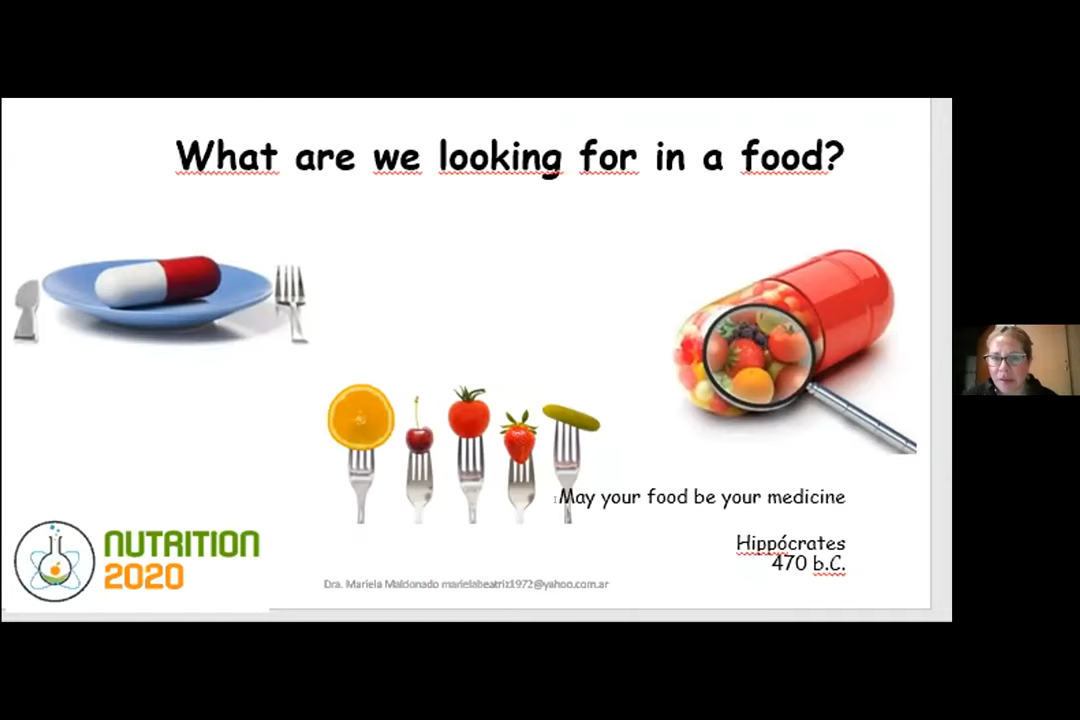 What are we looking for in a food?
May your food be your medicine
Hippócrates
470 b.C.
NUTRITION
2020
Dra. Mariela Maldonado marielabeatriz1972@yahoo.com.ar